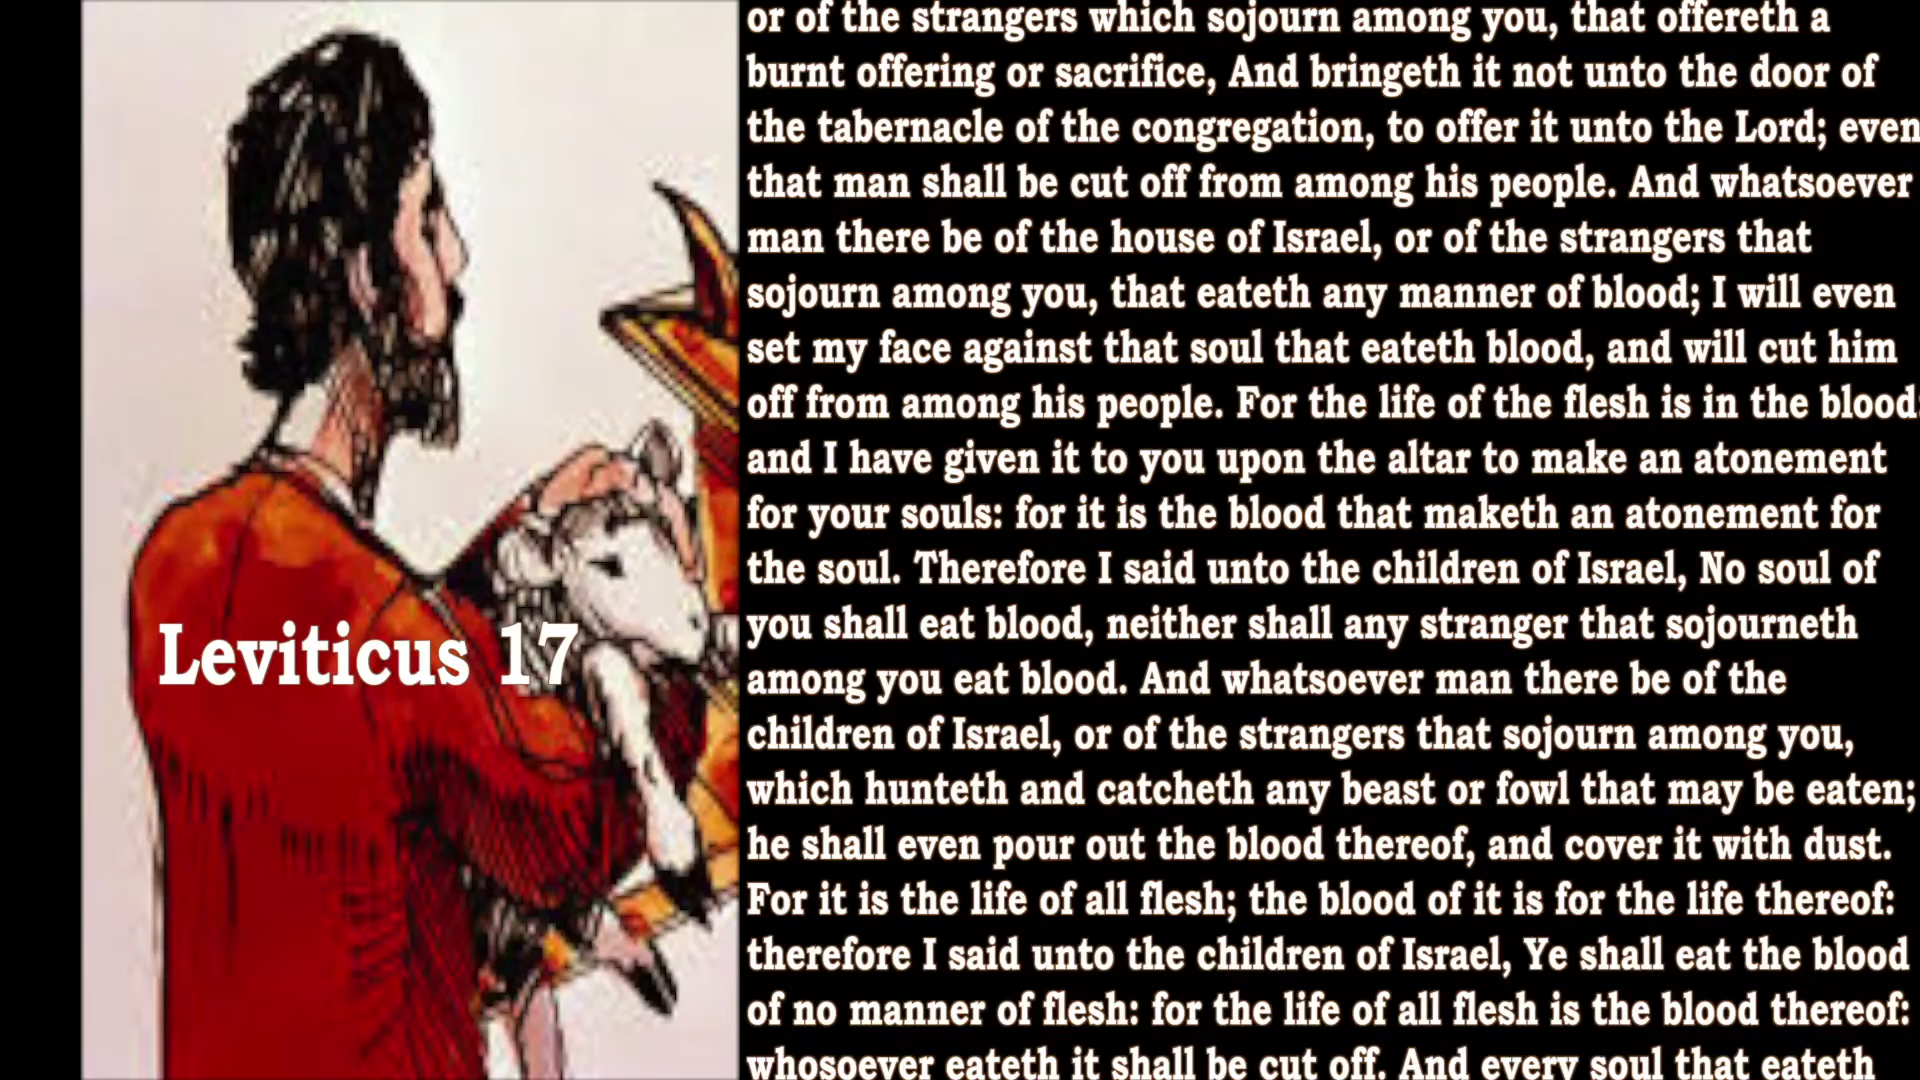 Leviticus 17
or of the strangers which sojourn among you, that offereth a
burnt offering or sacrifice, And bringeth it not unto the door of
the tabernacle of the congregation, to offer it unto the Lord; even
that man shall be cut off from among his people. And whatsoever
man there be of the house of Israel, or of the strangers that
sojourn among you, that eateth any manner of blood; I will even
set my face against that soul that eateth blood, and will cut him
off from among his people. For the life of the flesh is in the blood:
and I have given it to you upon the altar to make an atonement
for your souls: for it is the blood that maketh an atonement for
the soul. Therefore I said unto the children of Israel, No soul of
you shall eat blood, neither shall any stranger that sojourneth
among you eat blood. And whatsoever man there be of the
children of Israel, or of the strangers that sojourn among you,
which hunteth and catcheth any beast or fowl that may be eaten;
he shall even pour out the blood thereof, and cover it with dust.
For it is the life of all flesh; the blood of it is for the life thereof:
therefore I said unto the children of Israel, Ye shall eat the blood
of no manner of flesh: for the life of all flesh is the blood thereof:
whosoever eateth it shall be cut off. And every soul that eateth